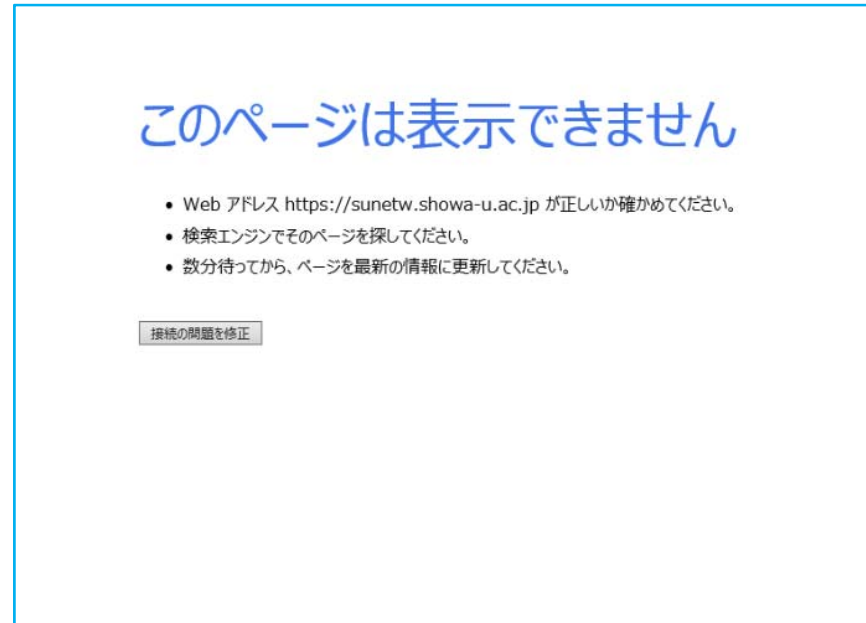 このページは表示できません
• Web アドレス https://sunetw.showa-u.ac.jp が正しいか確かめてください。
• 検索エンジンでそのページを探してください。
• 数分待ってから、ページを最新の情報に更新してください。
接続の問題を修正